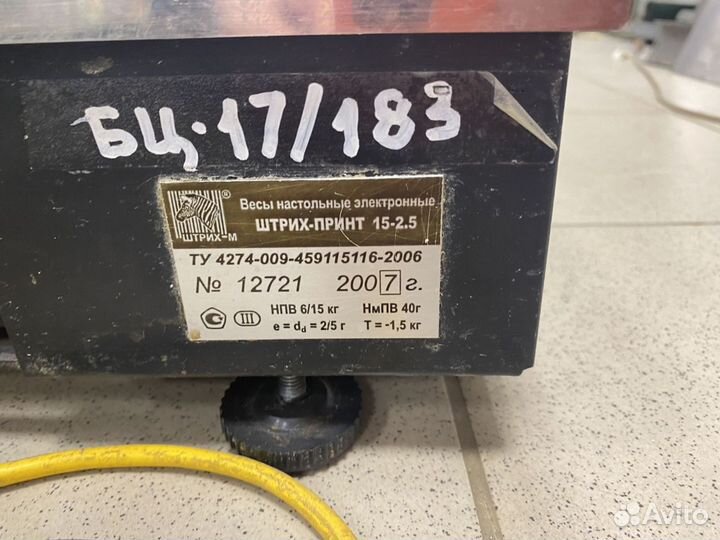 БЦ-17/183
ШТРИХ-М ®
Весы настольные электронные
ШТРИХ-ПРИНТ 15-2.5
ТУ 4274-009-459115116-2006
№ 12721 2007 г.
НПВ 6/15 кг НмПВ 40г
e = dd = 2/5 г T = -1,5 кг
III
Avito